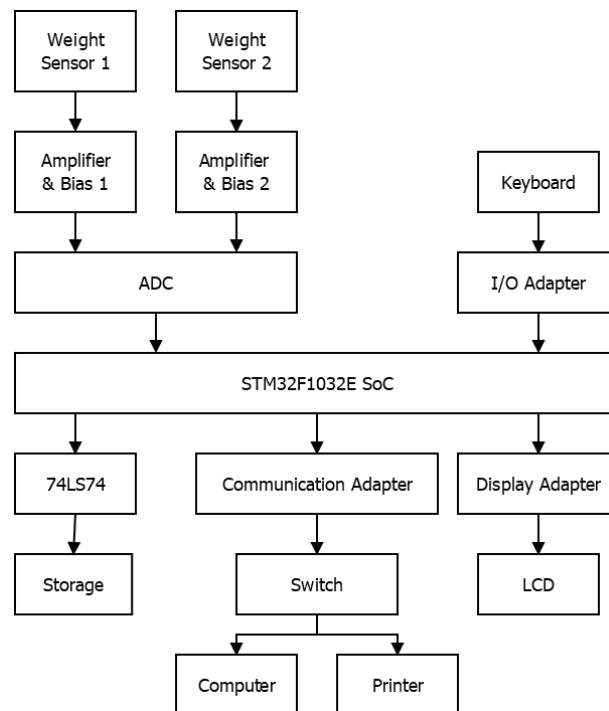 Weight
Sensor 1
Weight
Sensor 2
Amplifier
& Bias 1
Amplifier
& Bias 2
Keyboard
ADC
I/O Adapter
STM32F1032E SoC
74LS74
Communication Adapter
Display Adapter
Storage
Switch
LCD
Computer
Printer